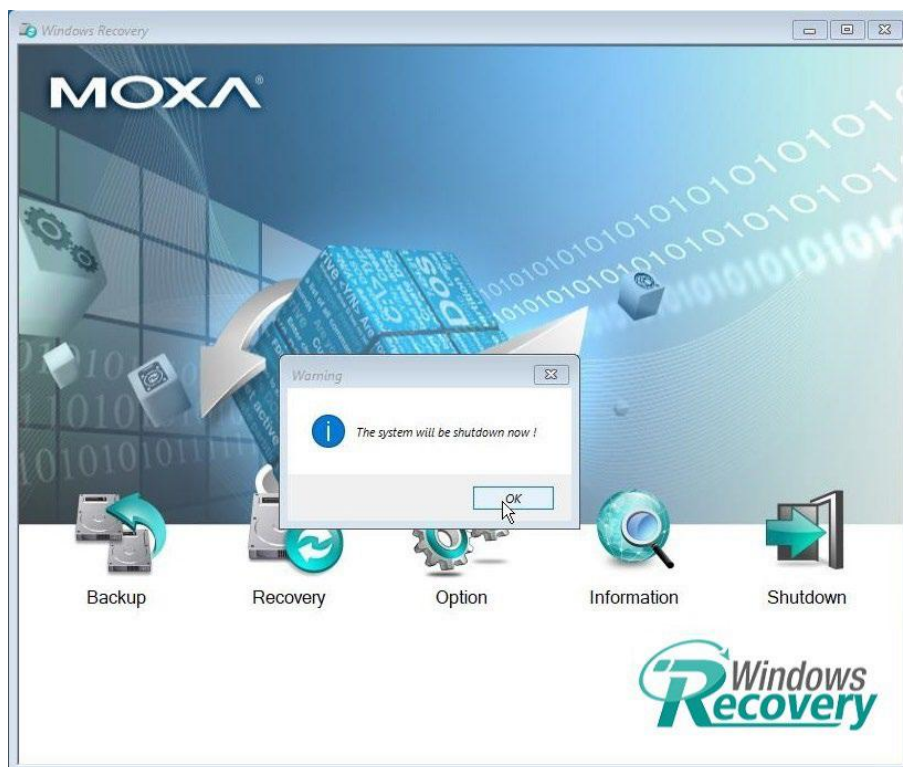 Windows Recovery
MOXA®
Warning
The system will be shutdown now !
OK
Backup
Recovery
Option
Information
Shutdown
Windows
Recovery